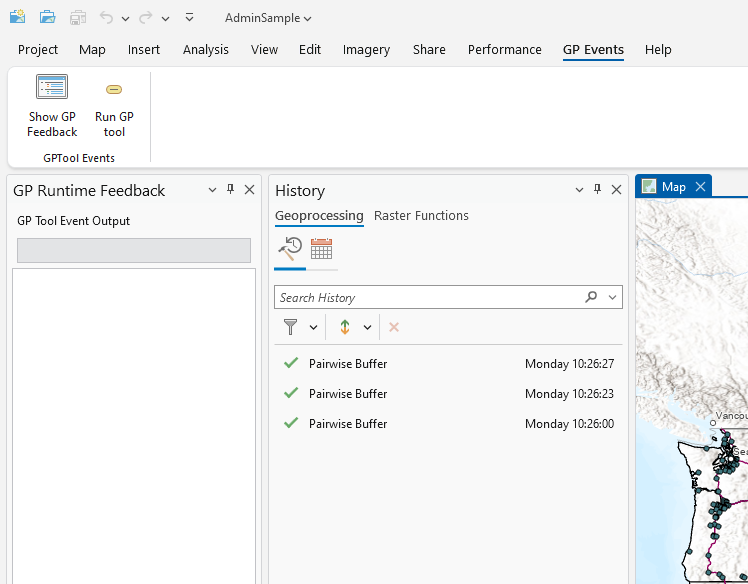 AdminSample
Project Map Insert Analysis View Edit Imagery Share Performance GP Events Help
Show GP
Feedback
Run GP
tool
GPTool Events
GP Runtime Feedback
GP Tool Event Output
History
Geoprocessing Raster Functions
Search History
Pairwise Buffer Monday 10:26:27
Pairwise Buffer Monday 10:26:23
Pairwise Buffer Monday 10:26:00
Map
Vancou
Sea